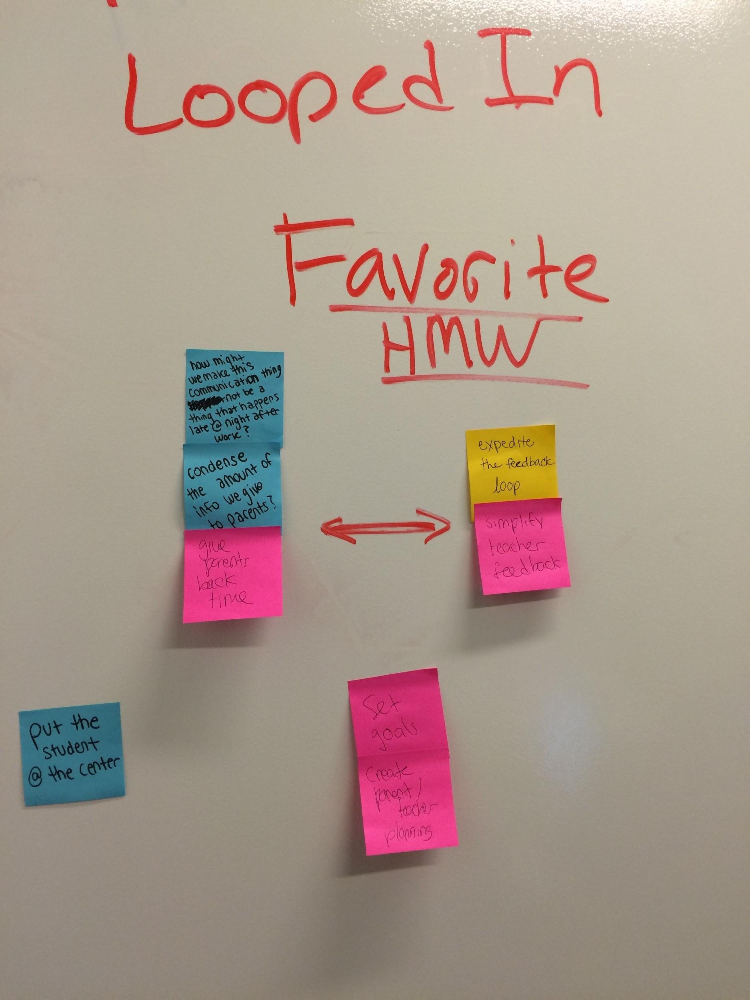 Looped In
Favorite
HMW
how might
we make this
communication thing
not be a
thing that happens
late @ night after
work?
condense
the amount of
info we give
to parents?
give
parents
back
time
expedite
the feedback
loop
simplify
teacher
feedback
put the
student
@ the center
Set
goals
Create
parent/
teacher
planning